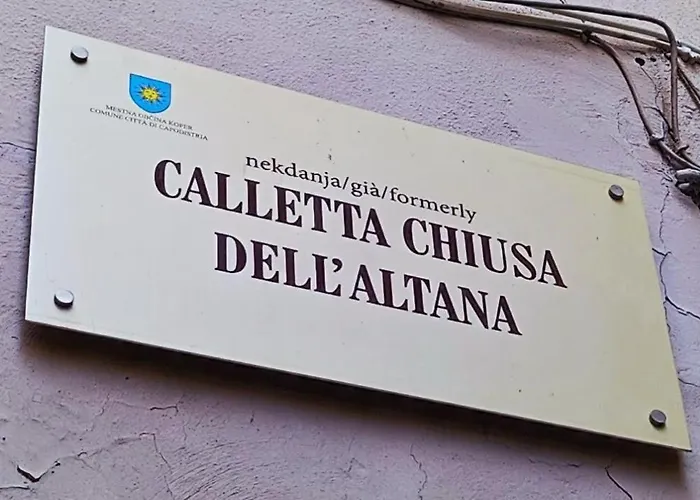 MESTNA OBČINA KOPER
COMUNE CITTÀ DI CAPODISTRIA
nekdanja/già/formerly
CALLETTA CHIUSA
DELL'ALTANA